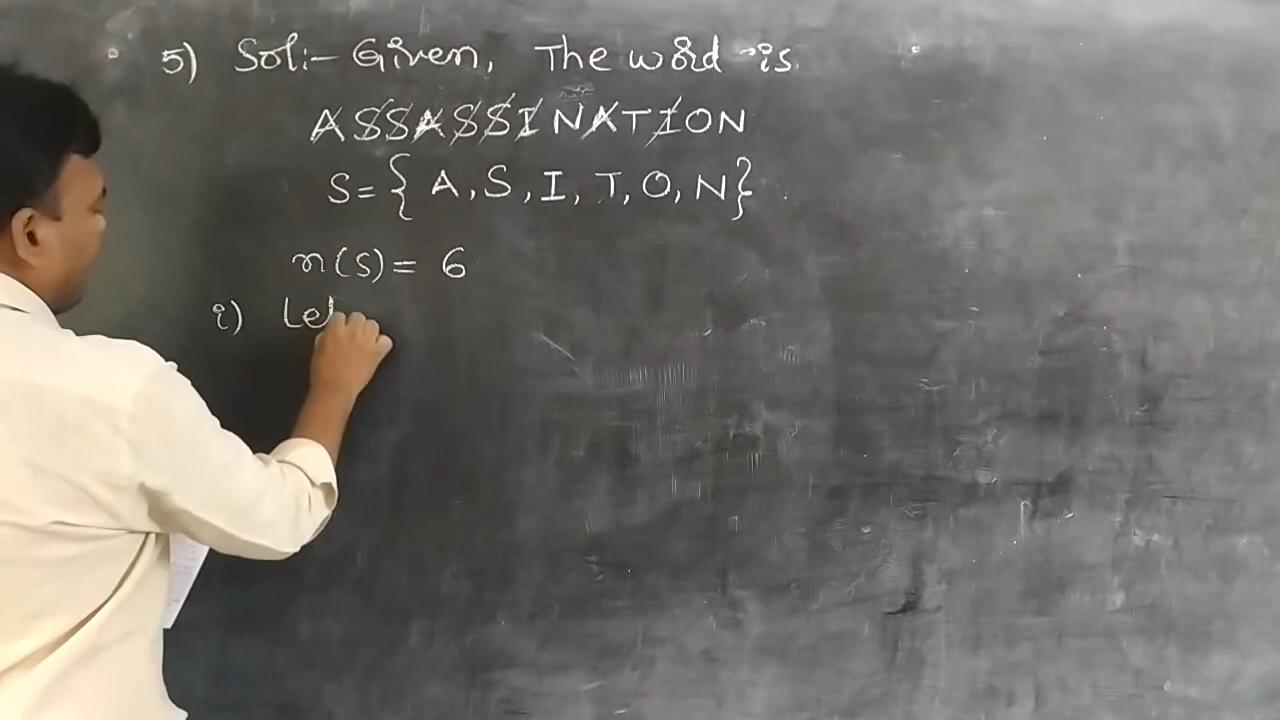 5) Sol:- Given, The word is.
ASSASSINATION
S = { A, S, I, T, O, N}
n(S) = 6
i) Let